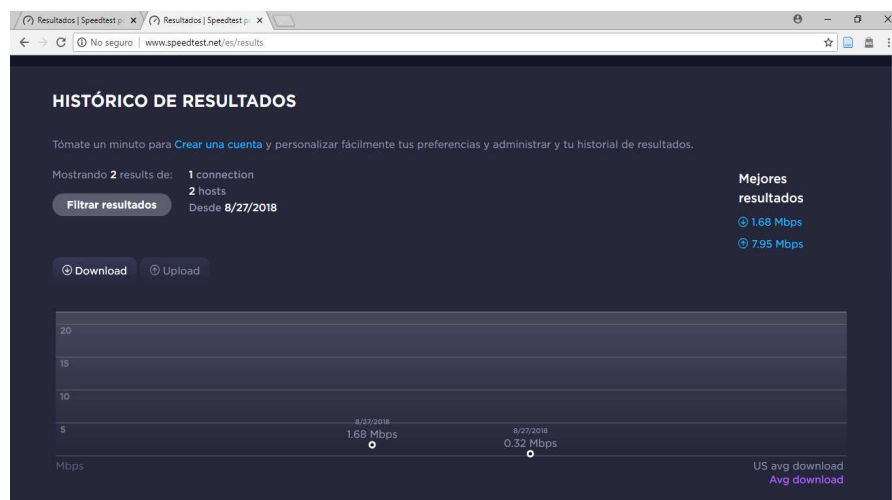 Resultados | Speedtest p
Resultados | Speedtest p
No seguro | www.speedtest.net/es/results
HISTÓRICO DE RESULTADOS
Tómate un minuto para Crear una cuenta y personalizar fácilmente tus preferencias y administrar y tu historial de resultados.
Mostrando 2 results de: 1 connection
2 hosts
Desde 8/27/2018
Filtrar resultados
Mejores
resultados
1.68 Mbps
7.95 Mbps
Download
Upload
20
15
10
5
8/27/2018
1.68 Mbps
8/27/2018
0.32 Mbps
Mbps
US avg download
Avg download